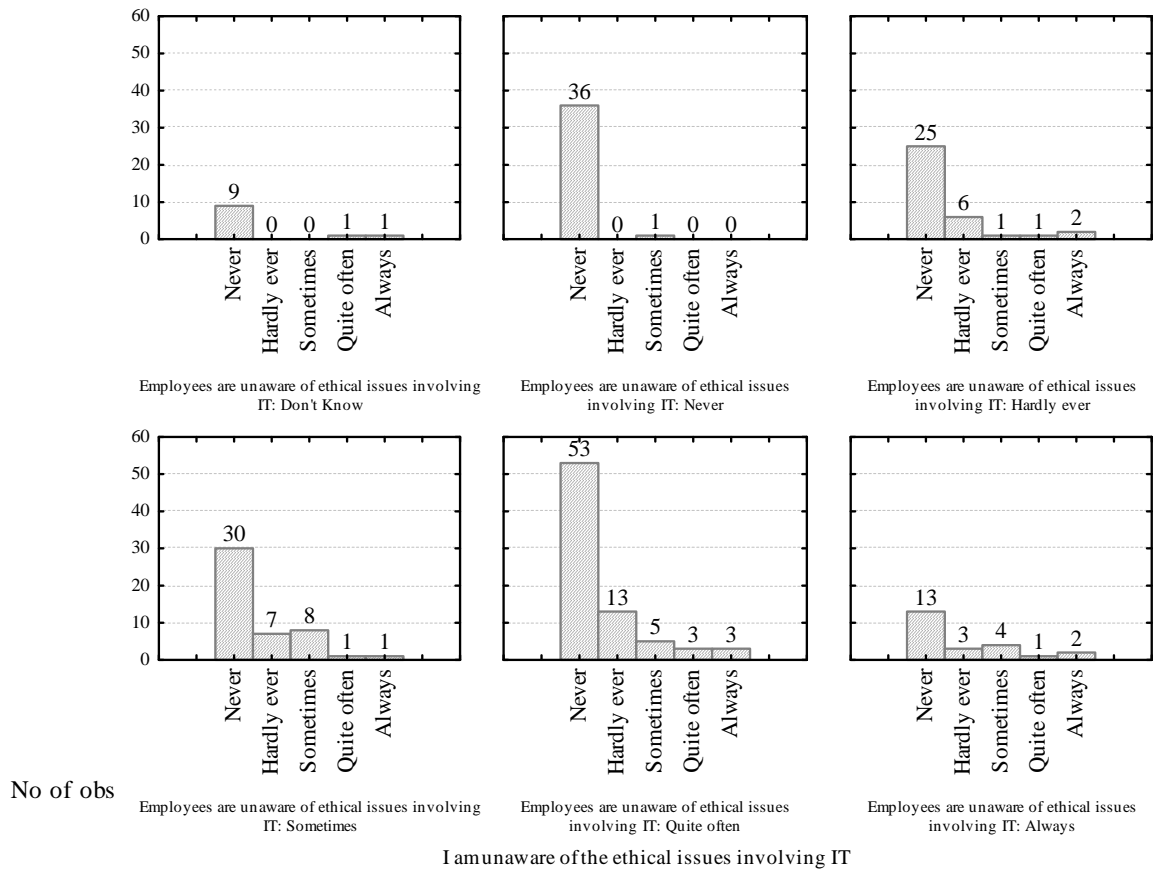 60
50
40
30
20
10
0
9
0
0
1
1
Never
Hardly ever
Sometimes
Quite often
Always
Employees are unaware of ethical issues involving
IT: Don't Know
36
0
1
0
0
Never
Hardly ever
Sometimes
Quite often
Always
Employees are unaware of ethical issues
involving IT: Never
25
6
1
1
2
Never
Hardly ever
Sometimes
Quite often
Always
Employees are unaware of ethical issues
involving IT: Hardly ever
60
50
40
30
20
10
0
30
7
8
1
1
Never
Hardly ever
Sometimes
Quite often
Always
Employees are unaware of ethical issues involving
IT: Sometimes
53
13
5
3
3
Never
Hardly ever
Sometimes
Quite often
Always
Employees are unaware of ethical issues
involving IT: Quite often
13
3
4
1
2
Never
Hardly ever
Sometimes
Quite often
Always
Employees are unaware of ethical issues
involving IT: Always
No of obs
I am unaware of the ethical issues involving IT